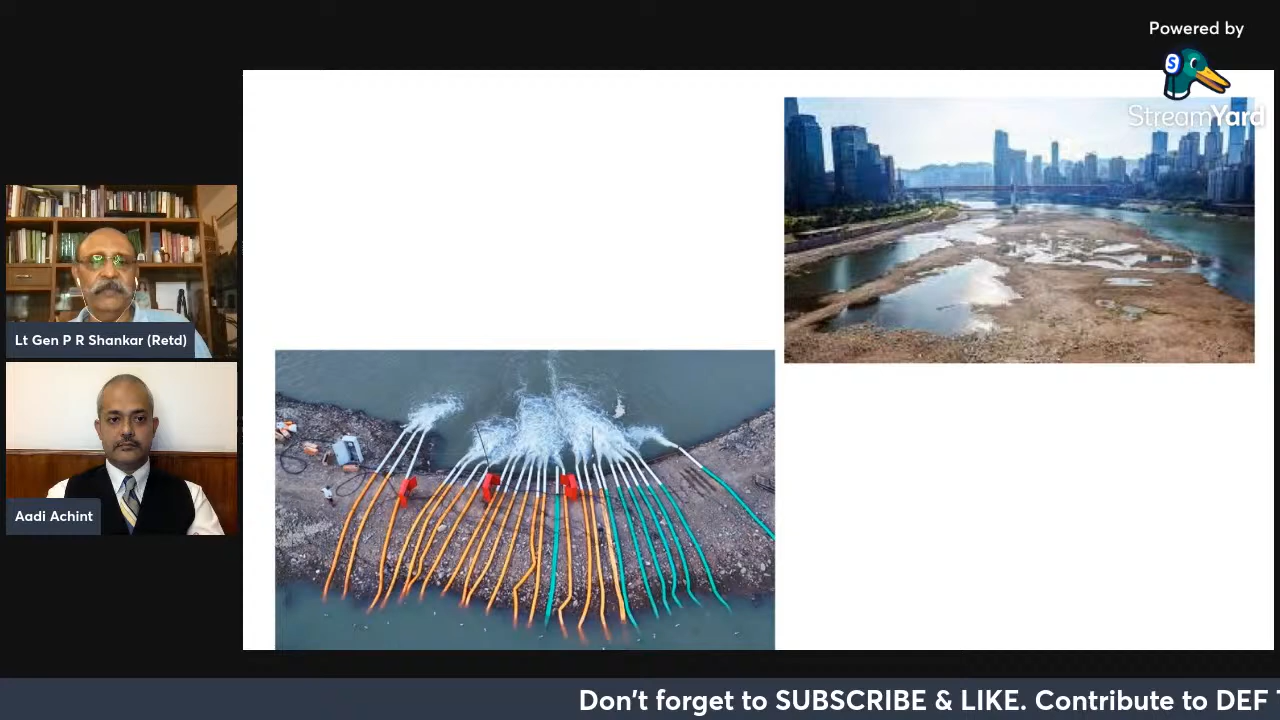 Powered by
S
StreamYard
Lt Gen P R Shankar (Retd)
Aadi Achint
Don't forget to SUBSCRIBE & LIKE. Contribute to DEF